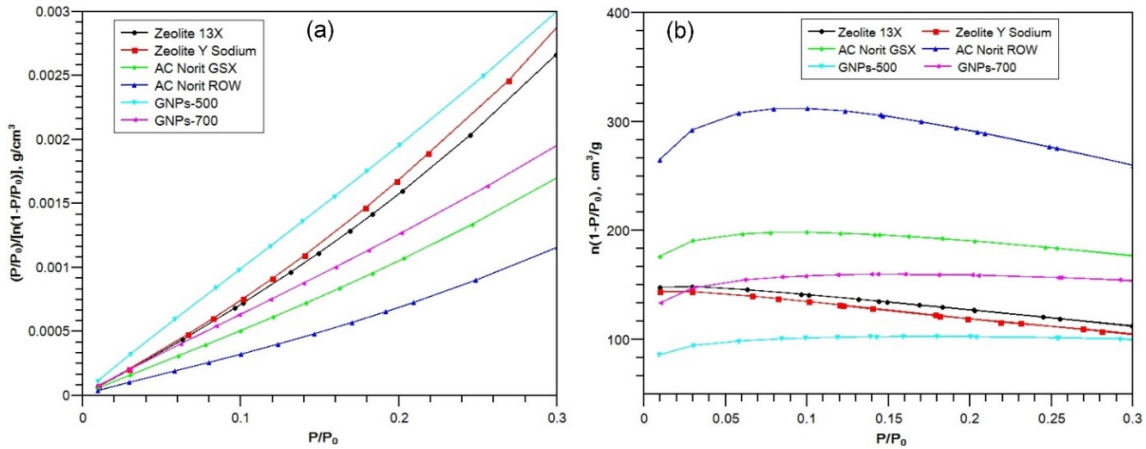 (a)
Zeolite 13X
Zeolite Y Sodium
AC Norit GSX
AC Norit ROW
GNPs-500
GNPs-700
0.003
0.0025
0.002
0.0015
0.001
0.0005
0
(P/P₀)/[n(1-P/P₀)], g/cm³
0 0.1 0.2 0.3
P/P₀
(b)
Zeolite 13X Zeolite Y Sodium
AC Norit GSX AC Norit ROW
GNPs-500 GNPs-700
400
300
200
100
n(1-P/P₀), cm³/g
0 0.05 0.1 0.15 0.2 0.25 0.3
P/P₀